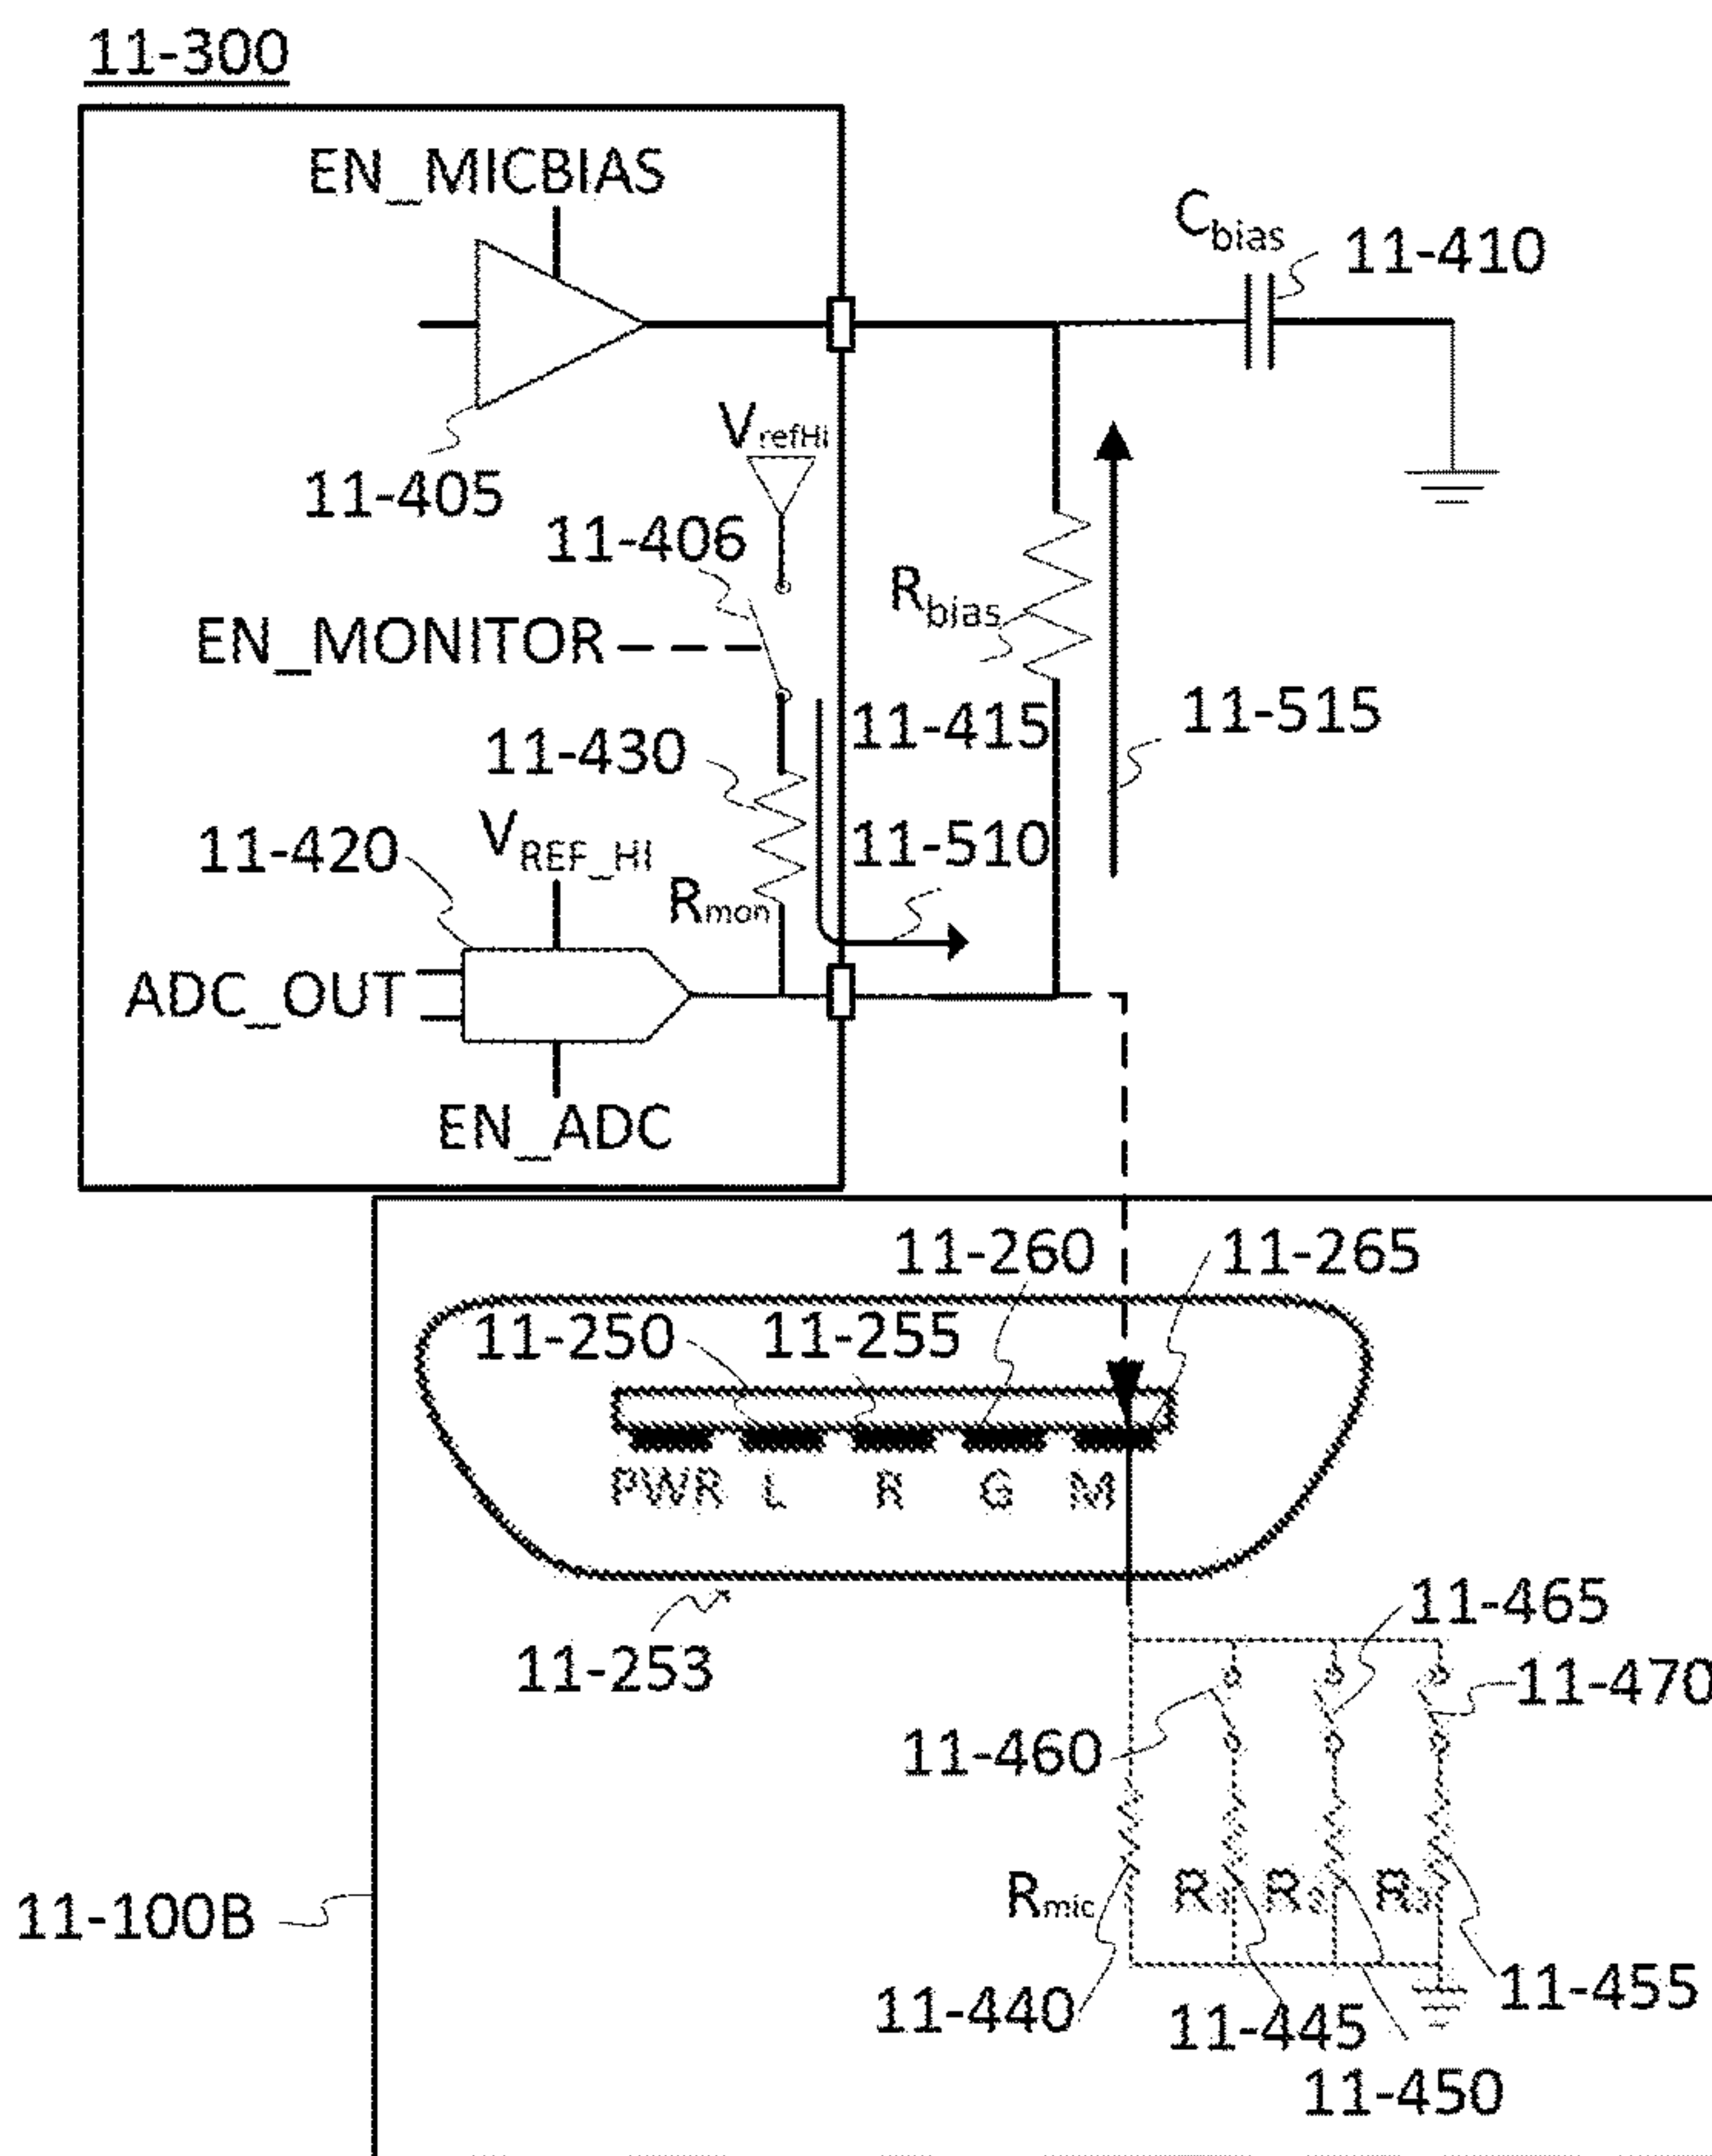 11-300
EN_MICBIAS
Cbias
11-410
VrefHi
11-405
11-406
Rbias
EN_MONITOR
11-415
11-515
11-430
11-420
VREF_HI
11-510
Rmon
ADC_OUT
EN_ADC
11-260
11-265
11-250
11-255
PWR L R G M
11-253
11-465
11-470
11-460
Rmic
R
R
R
11-100B
11-440
11-445
11-455
11-450